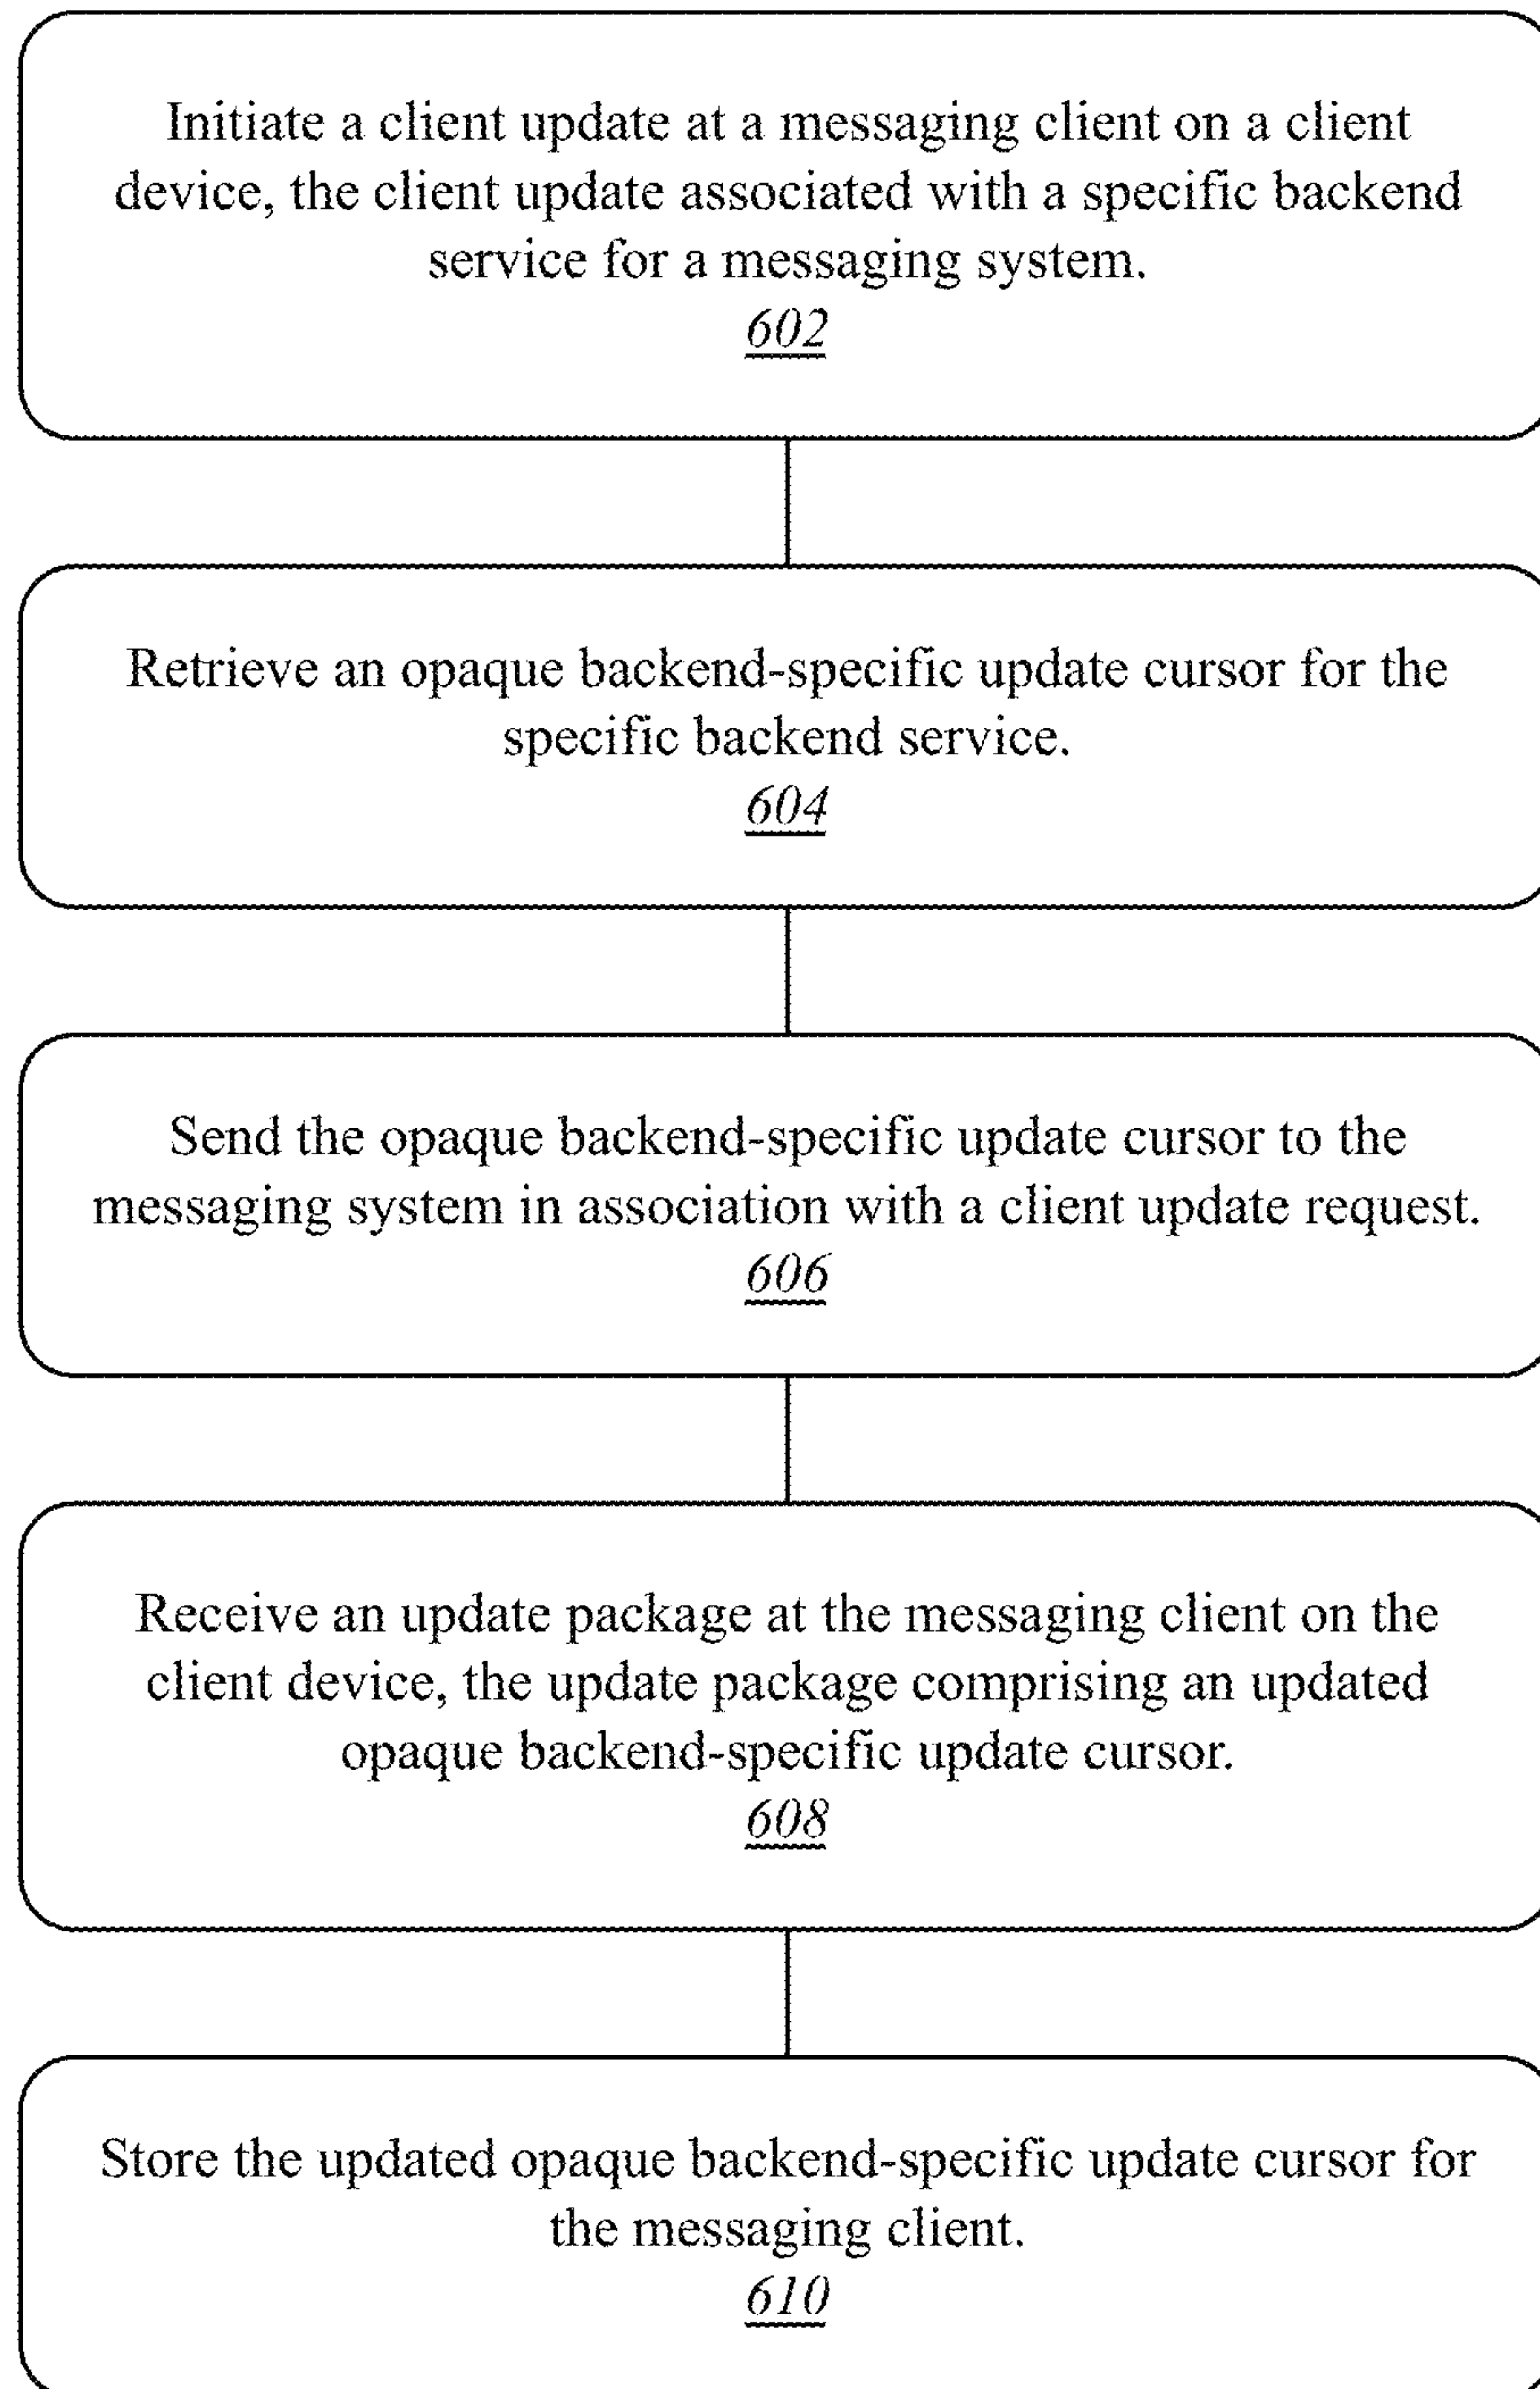 Initiate a client update at a messaging client on a client
device, the client update associated with a specific backend
service for a messaging system.
602
Retrieve an opaque backend-specific update cursor for the
specific backend service.
604
Send the opaque backend-specific update cursor to the
messaging system in association with a client update request.
606
Receive an update package at the messaging client on the
client device, the update package comprising an updated
opaque backend-specific update cursor.
608
Store the updated opaque backend-specific update cursor for
the messaging client.
610